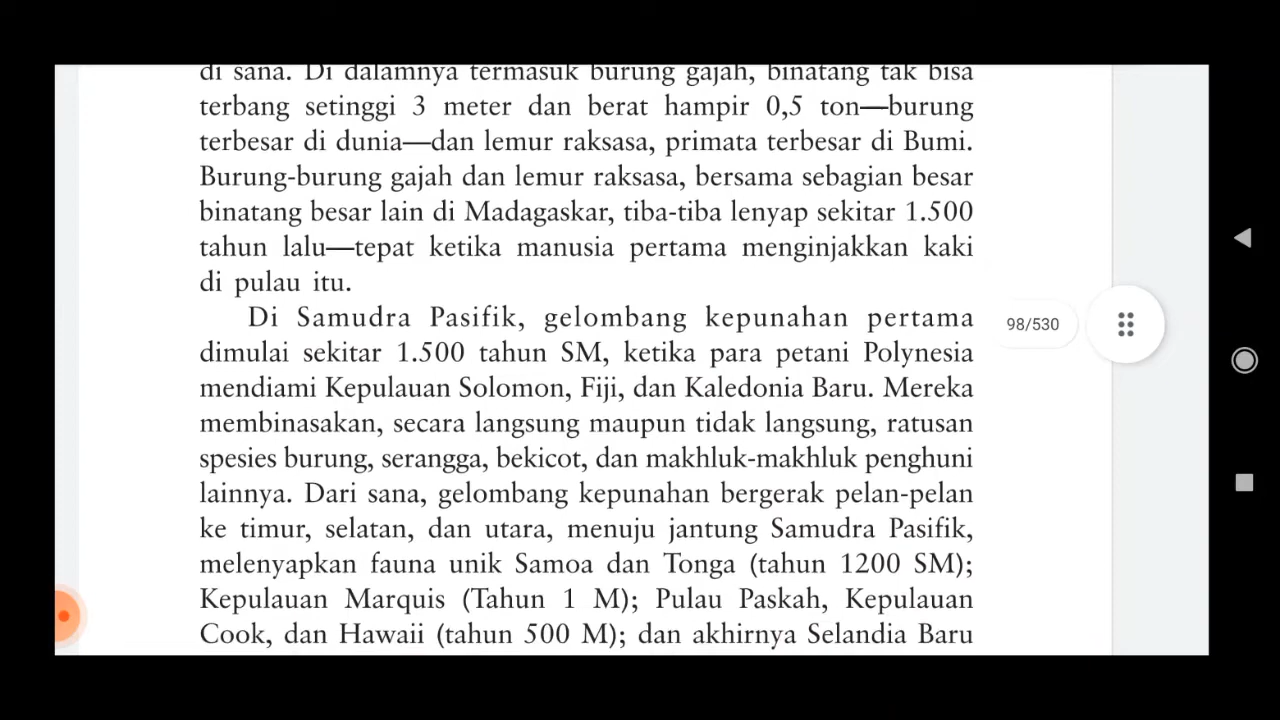 di sana. Di dalamnya termasuk burung gajah, binatang tak bisa
terbang setinggi 3 meter dan berat hampir 0,5 ton—burung
terbesar di dunia—dan lemur raksasa, primata terbesar di Bumi.
Burung-burung gajah dan lemur raksasa, bersama sebagian besar
binatang besar lain di Madagaskar, tiba-tiba lenyap sekitar 1.500
tahun lalu—tepat ketika manusia pertama menginjakkan kaki
di pulau itu.
Di Samudra Pasifik, gelombang kepunahan pertama
dimulai sekitar 1.500 tahun SM, ketika para petani Polynesia
mendiami Kepulauan Solomon, Fiji, dan Kaledonia Baru. Mereka
membinasakan, secara langsung maupun tidak langsung, ratusan
spesies burung, serangga, bekicot, dan makhluk-makhluk penghuni
lainnya. Dari sana, gelombang kepunahan bergerak pelan-pelan
ke timur, selatan, dan utara, menuju jantung Samudra Pasifik,
melenyapkan fauna unik Samoa dan Tonga (tahun 1200 SM);
Kepulauan Marquis (Tahun 1 M); Pulau Paskah, Kepulauan
Cook, dan Hawaii (tahun 500 M); dan akhirnya Selandia Baru
98/530